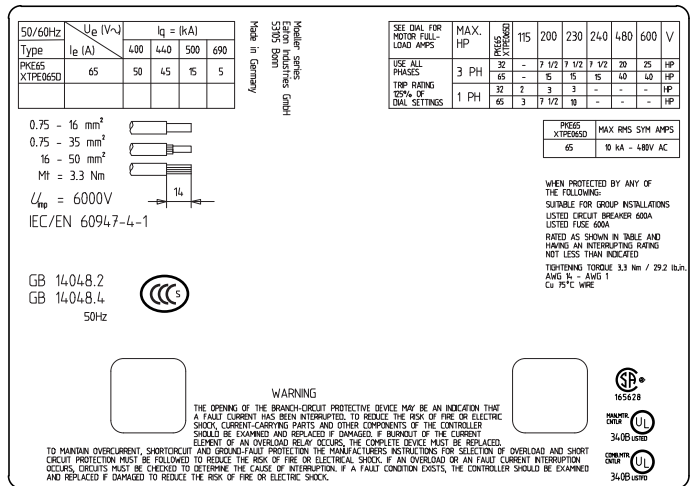 50/60Hz Ue (V~) Iq = (kA)
Type Ie (A) 400 440 500 690
PKE65 XTPE065D 65 50 45 15 5
Moeller series
Eaton Industries GmbH
53105 Bonn
Made in Germany
SEE DIAL FOR MOTOR FULL-LOAD AMPS MAX. HP PKE65 XTPE065D 115 200 230 240 480 600 V
USE ALL PHASES 3 PH 32 - 7 1/2 7 1/2 7 1/2 20 25 HP
65 - 15 15 15 40 40 HP
TRIP RATING 125% OF DIAL SETTINGS 1 PH 32 2 3 3 - - - HP
65 3 7 1/2 10 - - - HP
0.75 - 16 mm²
0.75 - 35 mm²
16 - 50 mm²
Mt = 3.3 Nm
14
Uimp = 6000V
IEC/EN 60947-4-1
PKE65 XTPE065D MAX RMS SYM AMPS
65 10 kA - 480V AC
WHEN PROTECTED BY ANY OF
THE FOLLOWING:
SUITABLE FOR GROUP INSTALLATIONS
LISTED CIRCUIT BREAKER 600A
LISTED FUSE 600A
RATED AS SHOWN IN TABLE AND
HAVING AN INTERRUPTING RATING
NOT LESS THAN INDICATED
TIGHTENING TORQUE 3,3 Nm / 29.2 lb.in.
AWG 14 - AWG 1
Cu 75°C WIRE
GB 14048.2
GB 14048.4
50Hz
CCC S
SA
165628
MAN.MTR. CNTLR UL
340B LISTED
COMB.MTR. CNTLR UL
340B LISTED
WARNING
THE OPENING OF THE BRANCH-CIRCUIT PROTECTIVE DEVICE MAY BE AN INDICATION THAT
A FAULT CURRENT HAS BEEN INTERRUPTED. TO REDUCE THE RISK OF FIRE OR ELECTRIC
SHOCK, CURRENT-CARRYING PARTS AND OTHER COMPONENTS OF THE CONTROLLER
SHOULD BE EXAMINED AND REPLACED IF DAMAGED. IF BURNOUT OF THE CURRENT
ELEMENT OF AN OVERLOAD RELAY OCCURS, THE COMPLETE DEVICE MUST BE REPLACED.
TO MAINTAIN OVERCURRENT, SHORTCIRCUIT AND GROUND-FAULT PROTECTION THE MANUFACTURERS INSTRUCTIONS FOR SELECTION OF OVERLOAD AND SHORT
CIRCUIT PROTECTION MUST BE FOLLOWED TO REDUCE THE RISK OF FIRE OR ELECTRICAL SHOCK. IF AN OVERLOAD OR AN FAULT CURRENT INTERRUPTION
OCCURS, CIRCUITS MUST BE CHECKED TO DETERMINE THE CAUSE OF INTERRUPTION. IF A FAULT CONDITION EXISTS, THE CONTROLLER SHOULD BE EXAMINED
AND REPLACED IF DAMAGED TO REDUCE THE RISK OF FIRE OR ELECTRIC SHOCK.